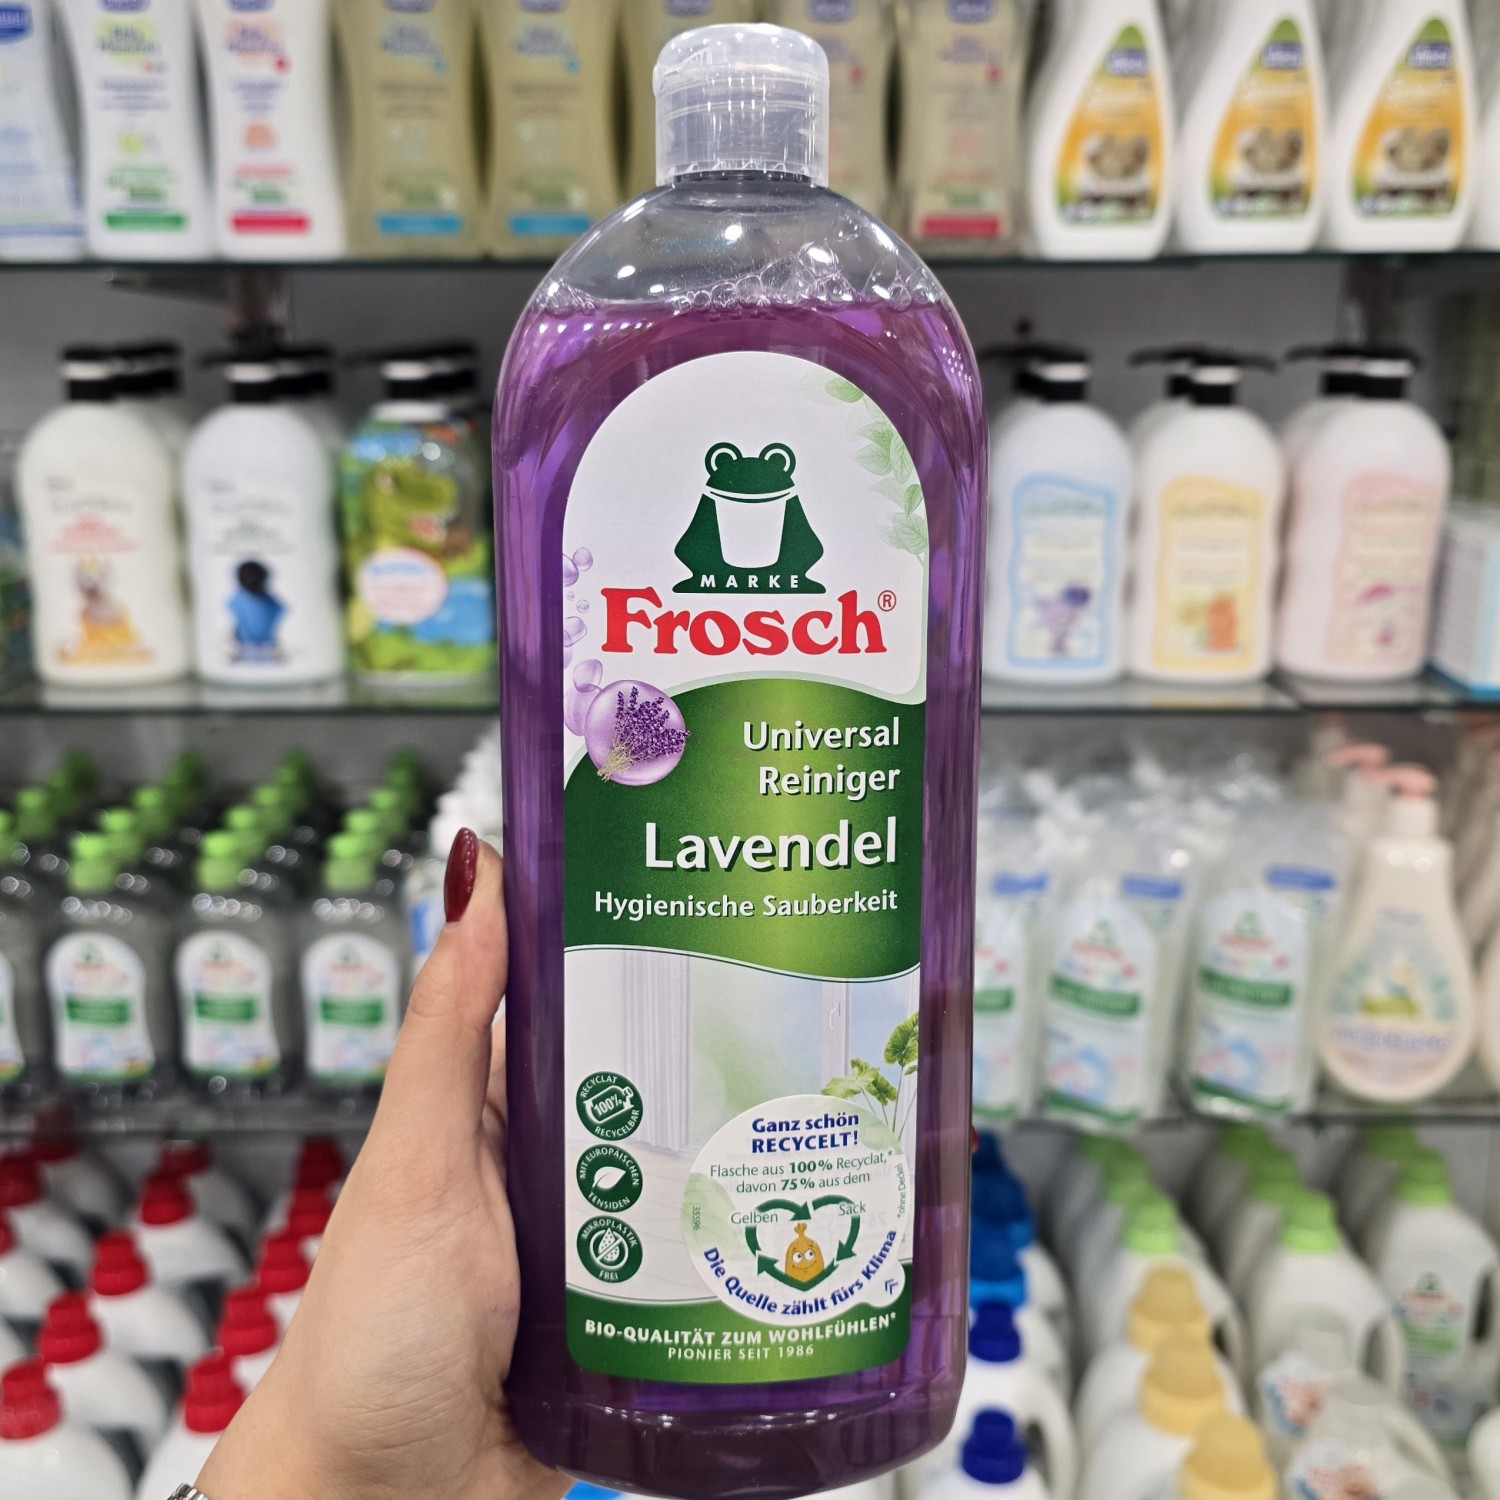 MARKE
Frosch®
Universal
Reiniger
Lavendel
Hygienische Sauberkeit
RECYCLAT
100%
RECYCELBAR
MIT EUROPÄISCHEN
TENSIDEN
MIKROPLASTIK
FREI
Ganz schön
RECYCELT!
Flasche aus 100% Recyclat,*
davon 75% aus dem
Gelben Sack
Die Quelle zählt fürs Klima
*ohne Deckel
35596
BIO-QUALITÄT ZUM WOHLFÜHLEN*
PIONIER SEIT 1986